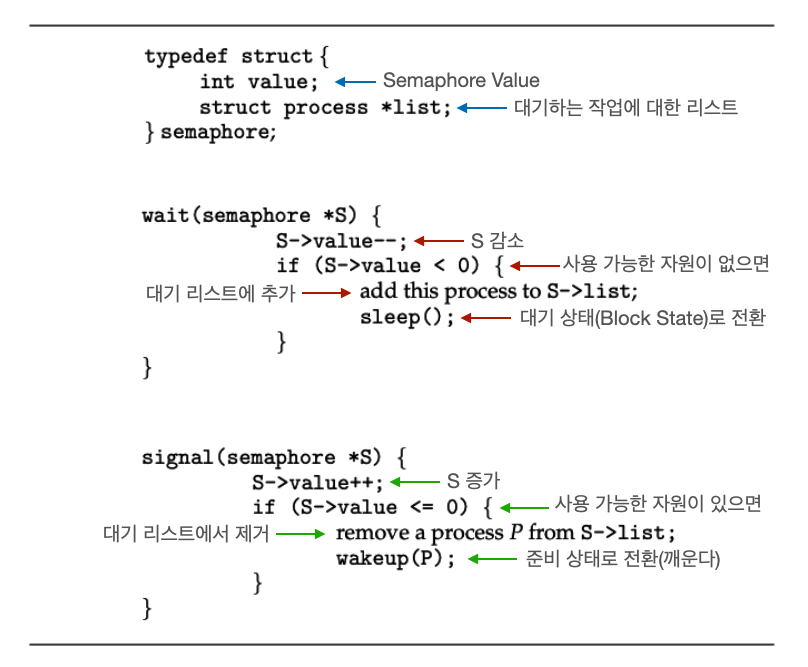 typedef struct {
int value; Semaphore Value
struct process *list; 대기하는 작업에 대한 리스트
} semaphore;
wait(semaphore *S) {
S->value--; S 감소
if (S->value < 0) { 사용 가능한 자원이 없으면
대기 리스트에 추가 add this process to S->list;
sleep(); 대기 상태(Block State)로 전환
}
}
signal(semaphore *S) {
S->value++; S 증가
if (S->value <= 0) { 사용 가능한 자원이 있으면
대기 리스트에서 제거 remove a process P from S->list;
wakeup(P); 준비 상태로 전환(깨운다)
}
}